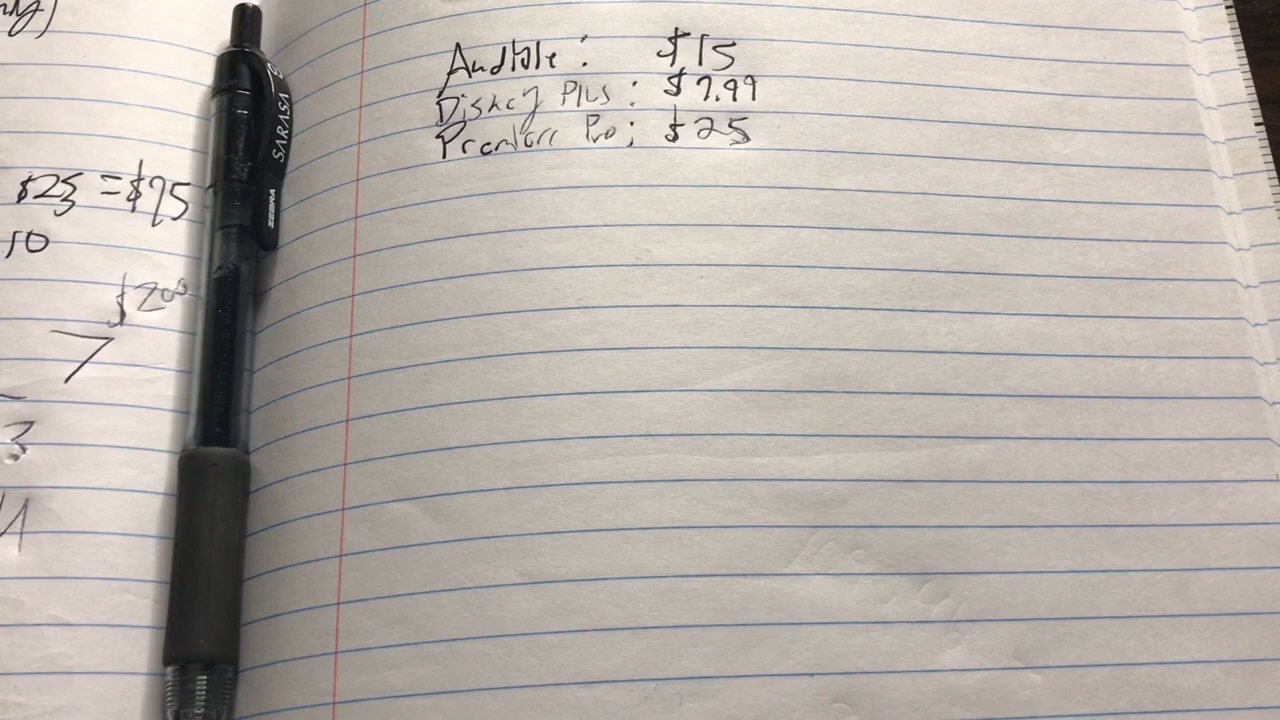 $25 = $75
10
$200
7
3
SARASA
ZEBRA
Audible: $15
Disney Plus: $7.99
Premiere Pro: $25